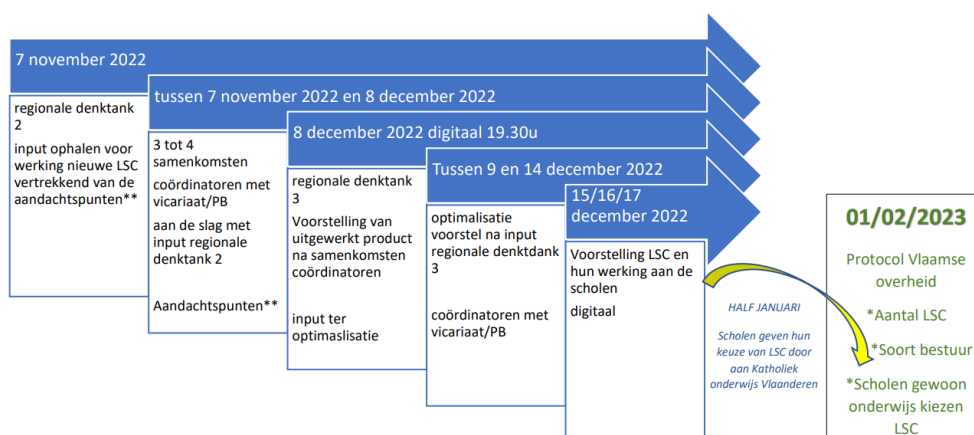 7 november 2022
regionale denktank
2
input ophalen voor
werking nieuwe LSC
vertrekkend van de
aandachtspunten**
tussen 7 november 2022 en 8 december 2022
3 tot 4
samenkomsten
coördinatoren met
vicariaat/PB
aan de slag met
input regionale
denktank 2
Aandachtspunten**
8 december 2022 digitaal 19.30u
regionale denktank
3
Voorstelling van
uitgewerkt product
na samenkomsten
coördinatoren
input ter
optimaslisatie
Tussen 9 en 14 december 2022
optimalisatie
voorstel na input
regionale denktdank
3
coördinatoren met
vicariaat/PB
15/16/17
december 2022
Voorstelling LSC en
hun werking aan de
scholen
digitaal
HALF JANUARI
Scholen geven hun
keuze van LSC door
aan Katholiek
onderwijs Vlaanderen
01/02/2023
Protocol Vlaamse
overheid
*Aantal LSC
*Soort bestuur
*Scholen gewoon
onderwijs kiezen
LSC